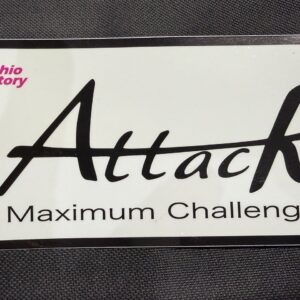 hio
tory
Attack
Maximum Challeng